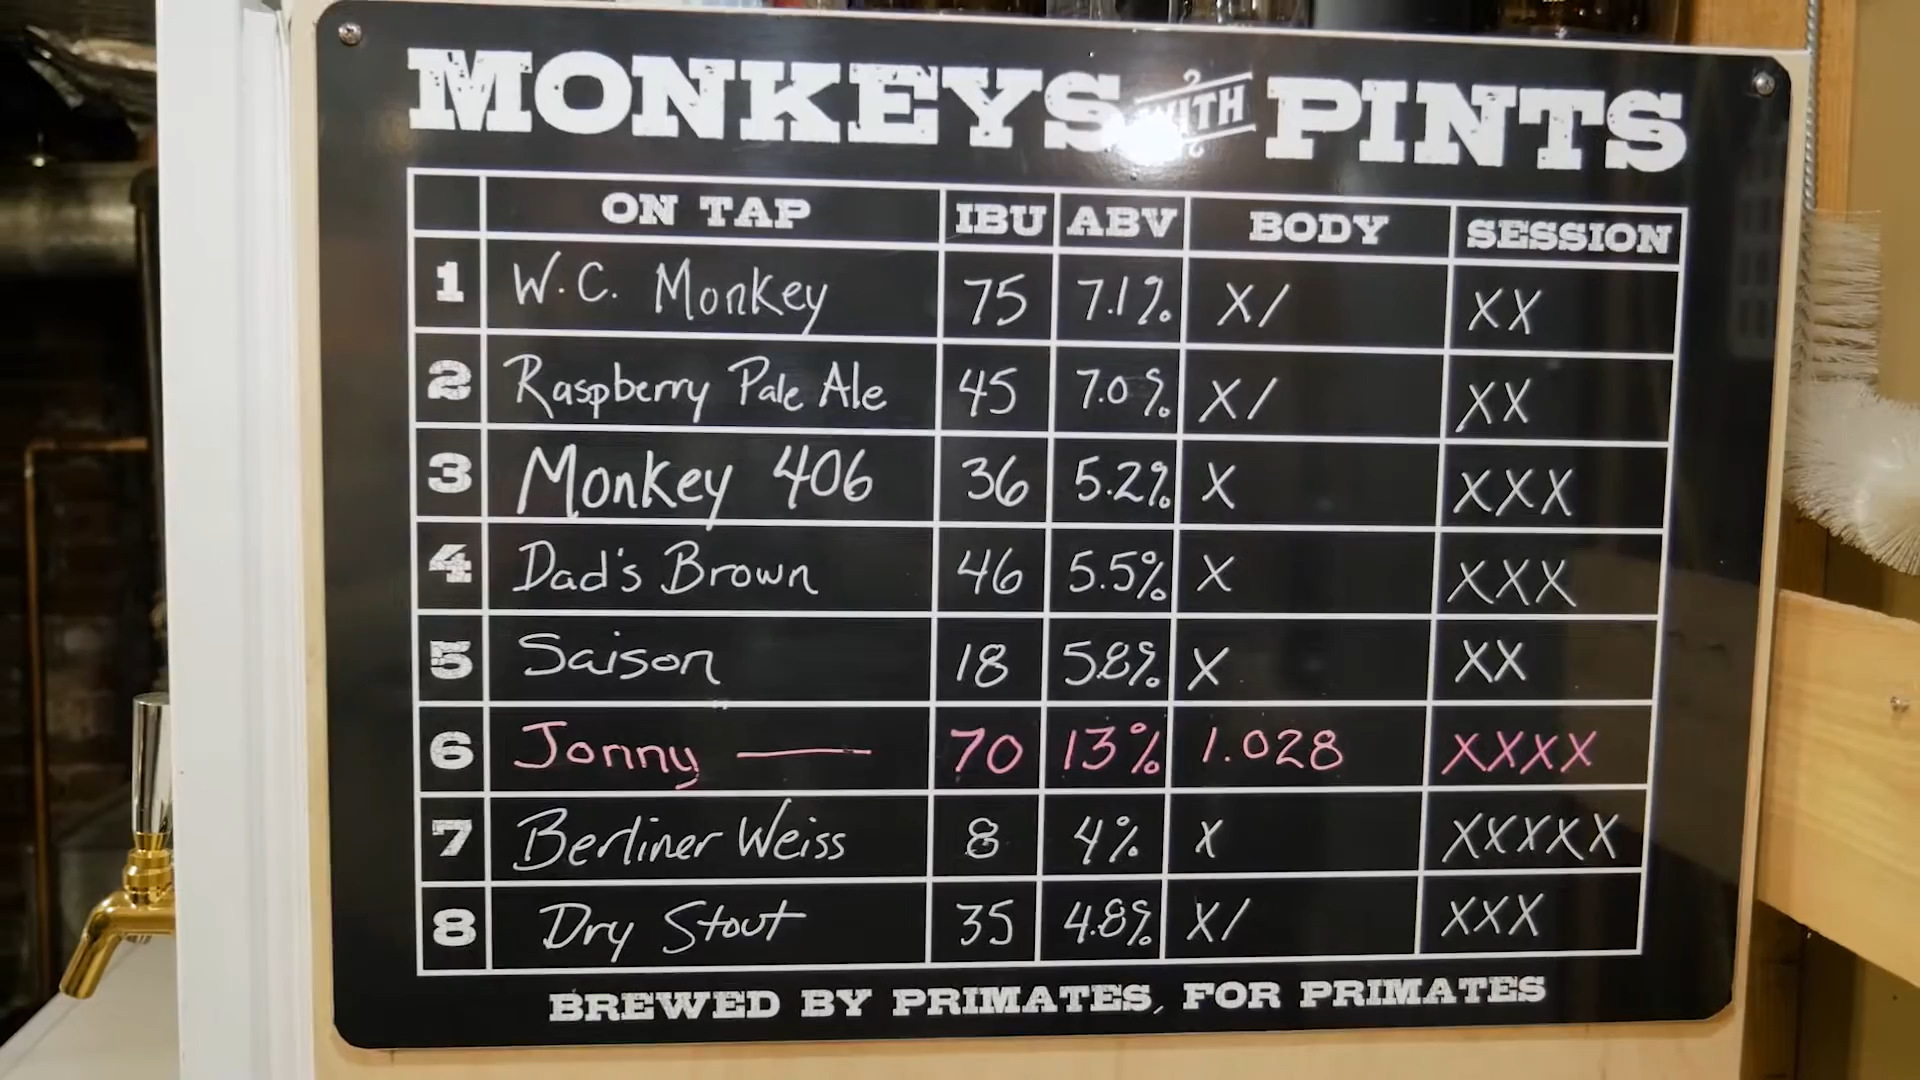 MONKEYS WITH PINTS
ON TAP IBU ABV BODY SESSION
1 W.C. Monkey 75 7.1% X/ XX
2 Raspberry Pale Ale 45 7.0% X/ XX
3 Monkey 406 36 5.2% X XXX
4 Dad's Brown 46 5.5% X XXX
5 Saison 18 5.8% X XX
6 Jonny — 70 13% 1.028 XXXX
7 Berliner Weiss 8 4% X XXXXX
8 Dry Stout 35 4.8% X/ XXX
BREWED BY PRIMATES, FOR PRIMATES